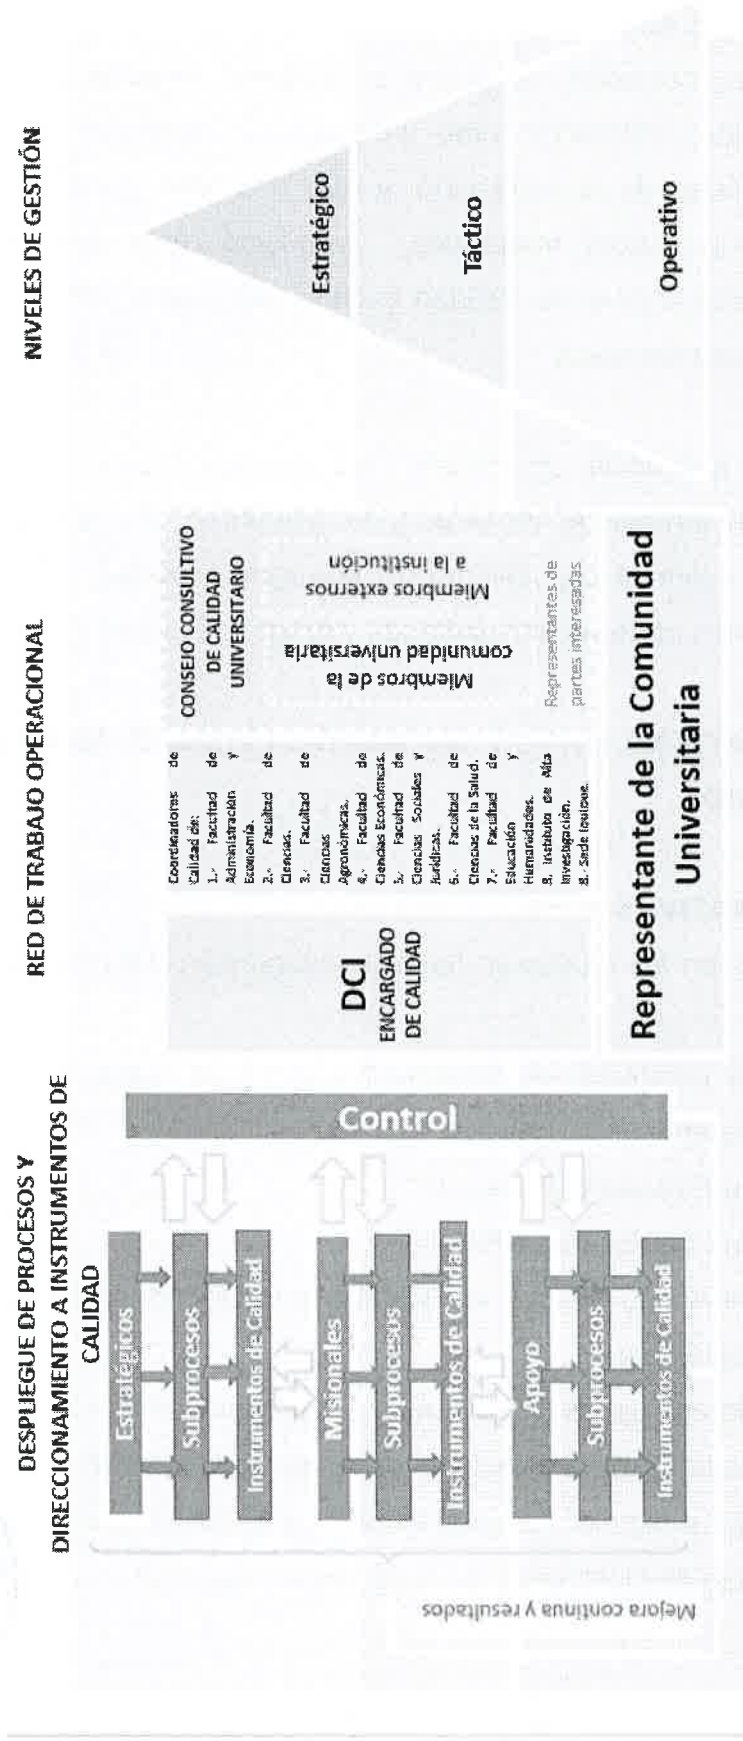 DESPLIEGUE DE PROCESOS Y
DIRECCIONAMIENTO A INSTRUMENTOS DE
CALIDAD
RED DE TRABAJO OPERACIONAL
NIVELES DE GESTIÓN
Mejora continua y resultados
Estratégicos
Subprocesos
Instrumentos de Calidad
Misionales
Subprocesos
Instrumentos de Calidad
Apoyo
Subprocesos
Instrumentos de Calidad
Control
DCI
ENCARGADO
DE CALIDAD
Coordinadores de
Calidad de:
1.- Facultad de
Administración y
Economía.
2.- Facultad de
Ciencias.
3.- Facultad de
Ciencias
Agronómicas.
4.- Facultad de
Ciencias Económicas.
5.- Facultad de
Ciencias Sociales y
Jurídicas.
6.- Facultad de
Ciencias de la Salud.
7.- Facultad de
Educación y
Humanidades.
8. Instituto de Alta
Investigación.
8.- Sede Iquique.
CONSEJO CONSULTIVO
DE CALIDAD
UNIVERSITARIO
Miembros de la
comunidad universitaria
Miembros externos
a la institución
Representantes de
partes interesadas
Representante de la Comunidad
Universitaria
Estratégico
Táctico
Operativo